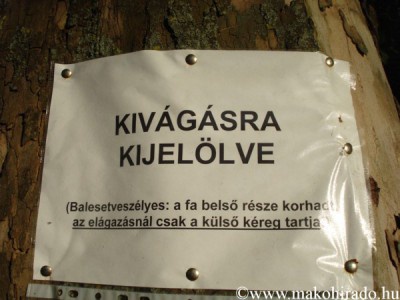 KIVÁGÁSRA
KIJELÖLVE
(Balesetveszélyes: a fa belső része korhadt,
az elágazásnál csak a külső kéreg tartja!)
©www.makohirado.hu